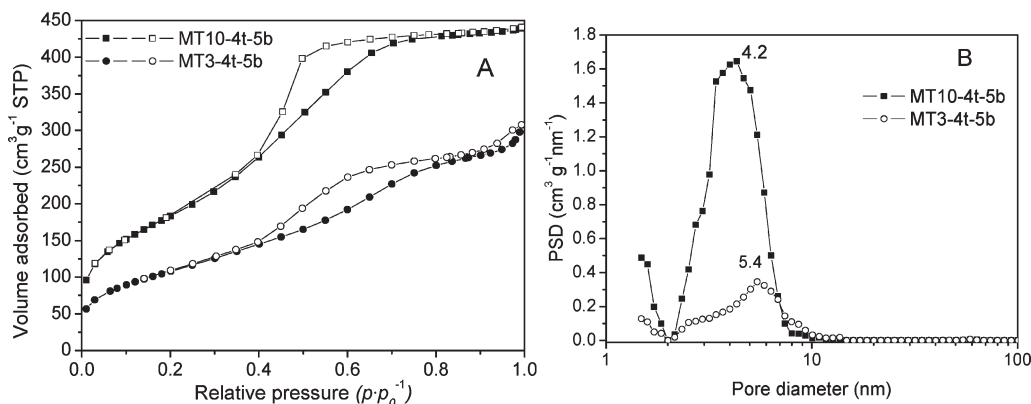 450
400
350
300
250
200
150
100
50
0
0.0 0.2 0.4 0.6 0.8 1.0
Volume adsorbed (cm³g⁻¹ STP)
Relative pressure (p·p₀⁻¹)
MT10-4t-5b
MT3-4t-5b
A
1.8
1.6
1.4
1.2
1.0
0.8
0.6
0.4
0.2
0.0
1 10 100
PSD (cm³ g⁻¹nm⁻¹)
Pore diameter (nm)
4.2
B
MT10-4t-5b
MT3-4t-5b
5.4